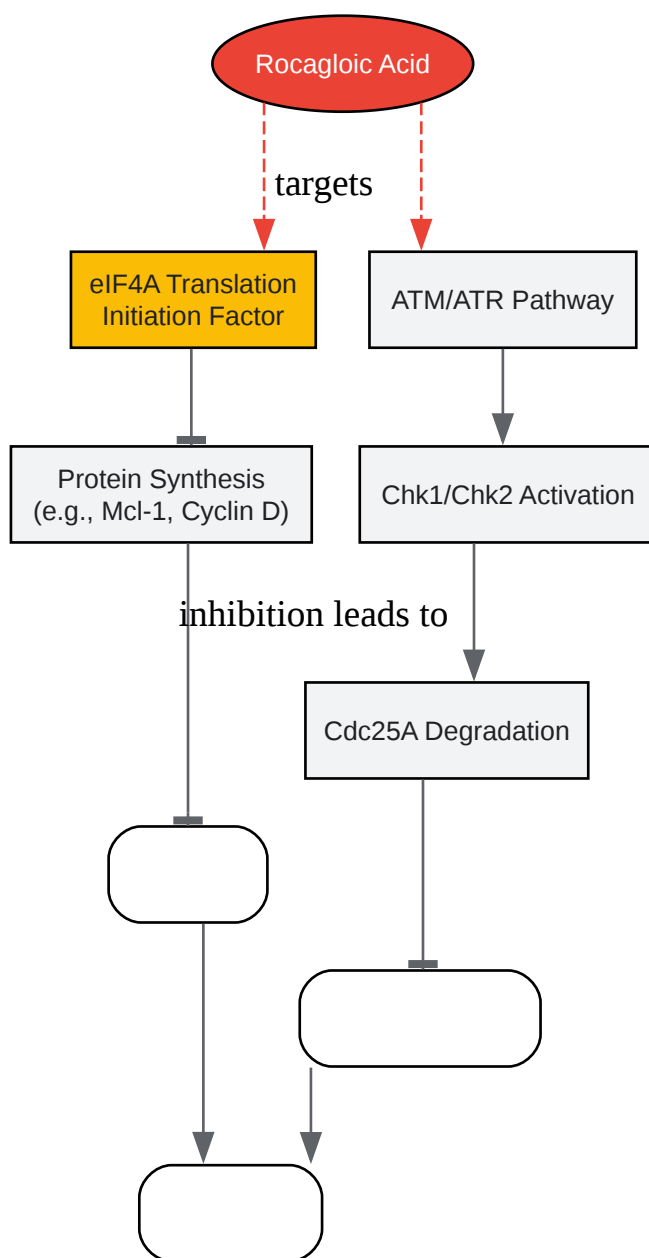 Rocagloic Acid
targets
eIF4A Translation
Initiation Factor
ATM/ATR Pathway
Protein Synthesis
(e.g., Mcl-1, Cyclin D)
Chk1/Chk2 Activation
inhibition leads to
Cdc25A Degradation